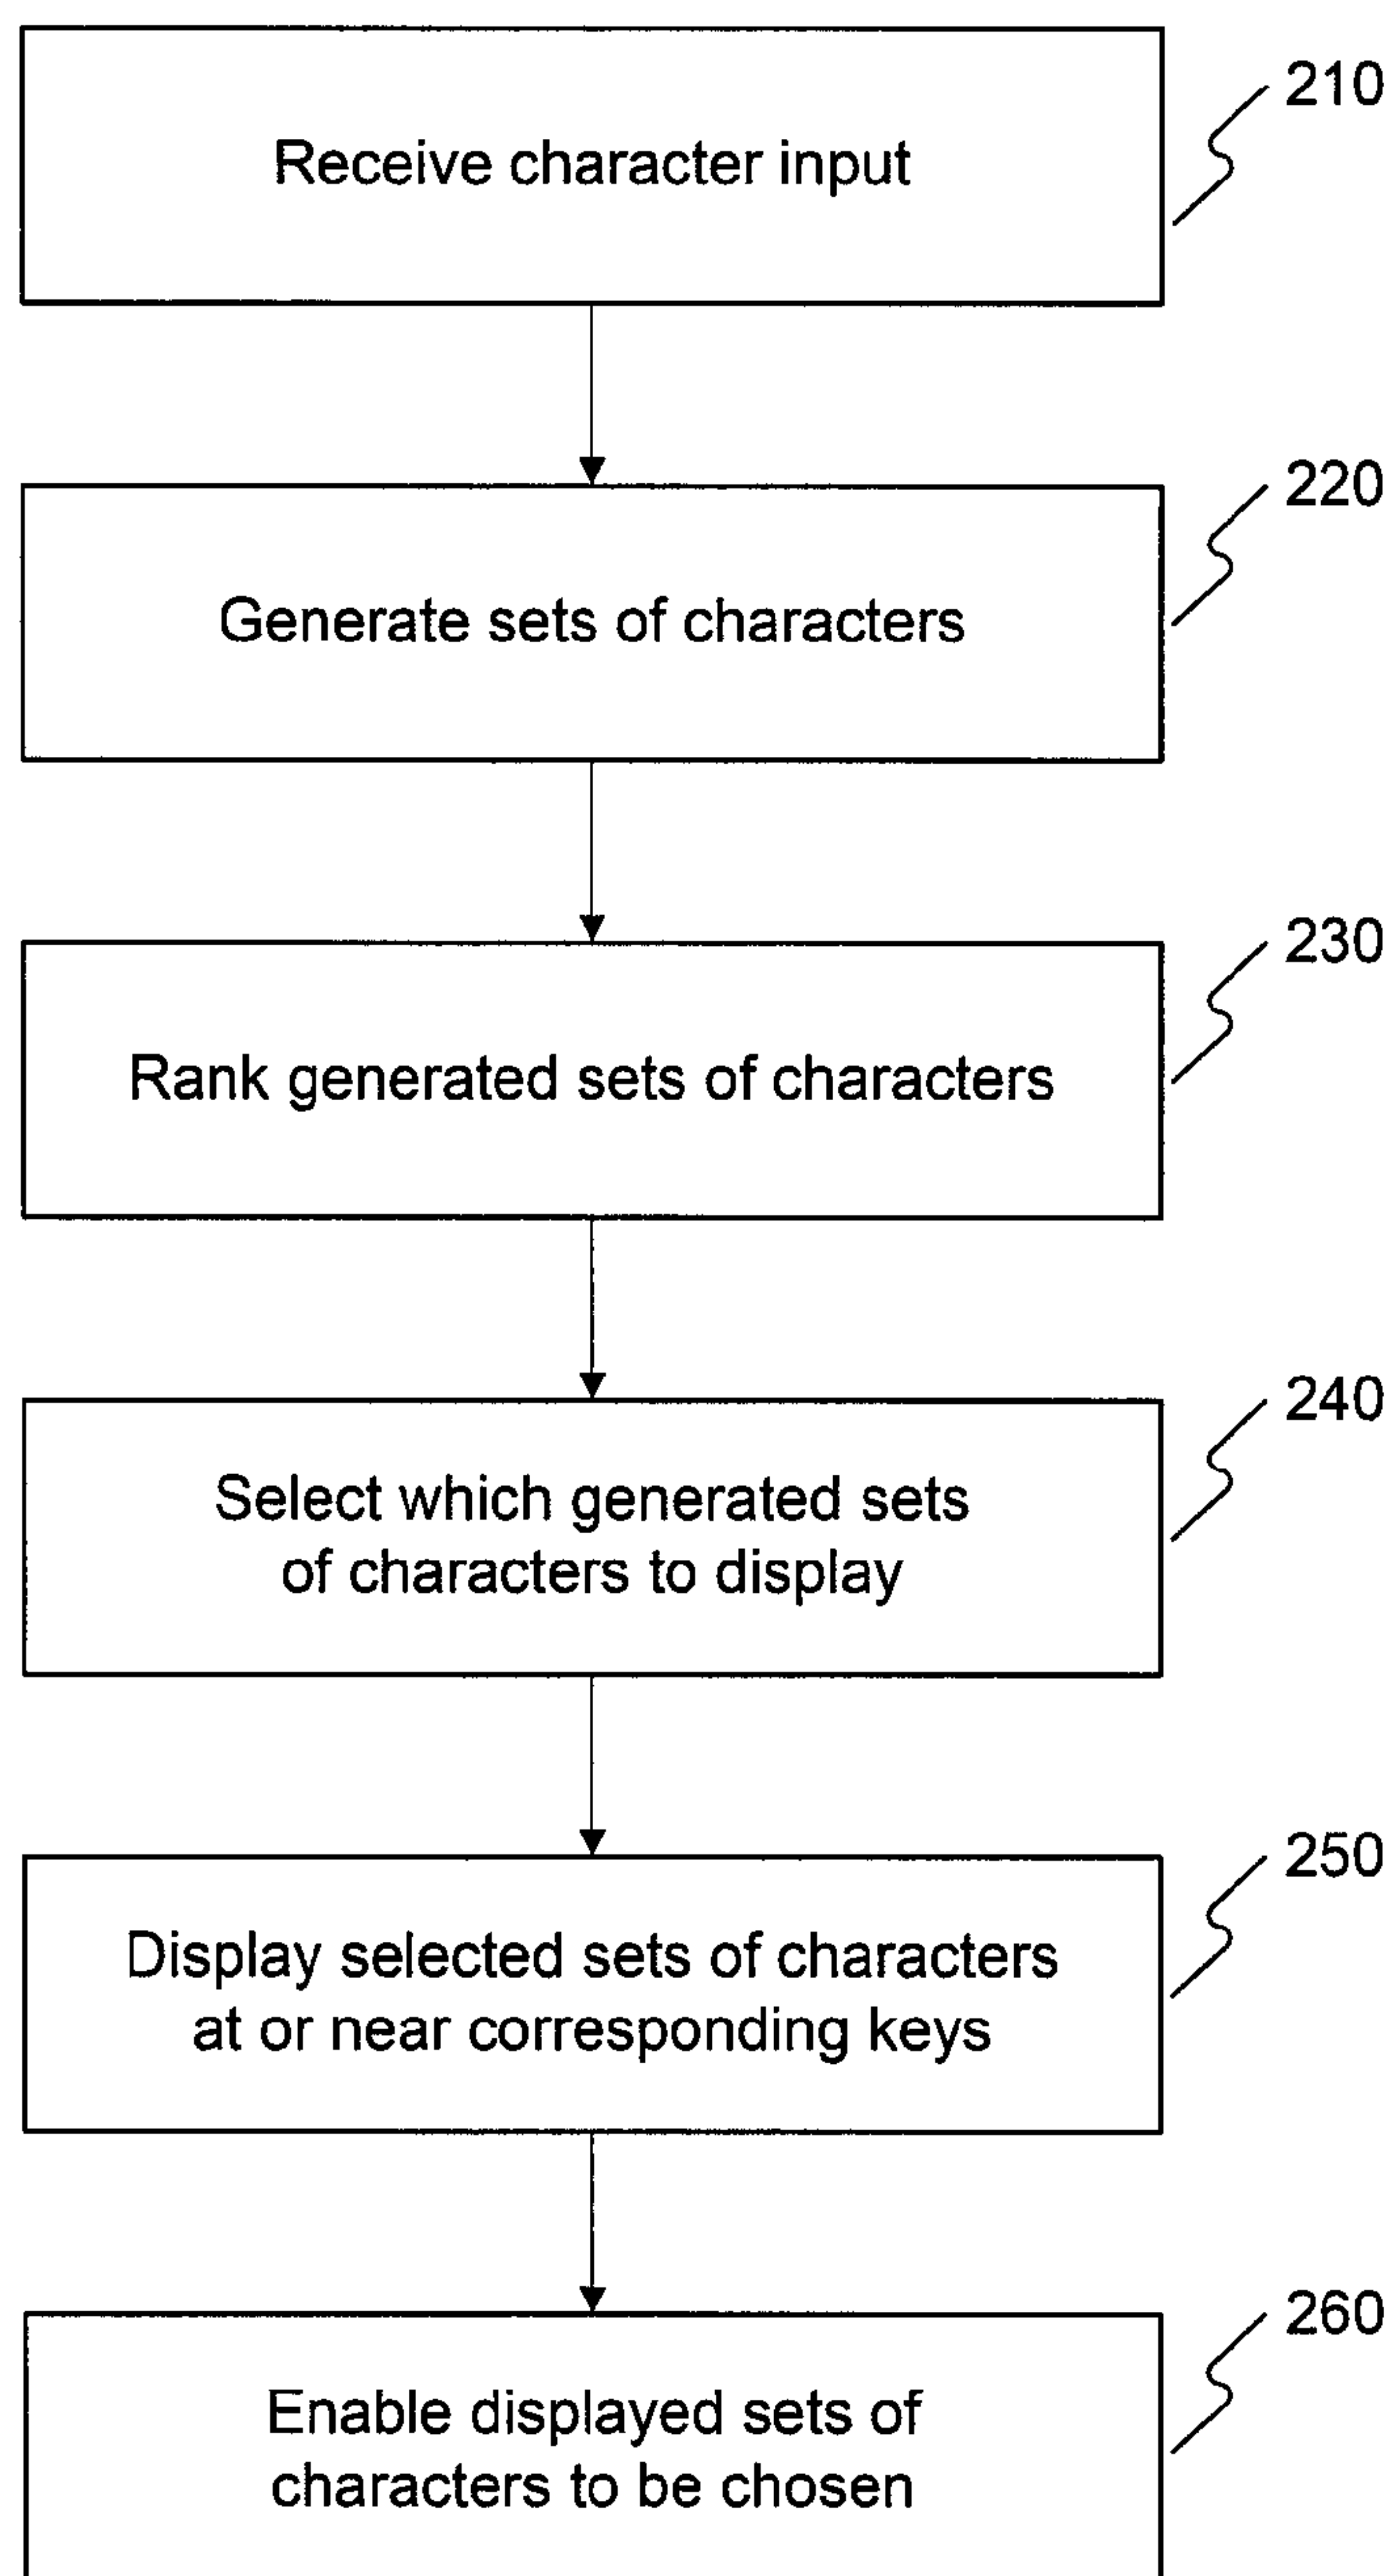 Receive character input
210
Generate sets of characters
220
Rank generated sets of characters
230
Select which generated sets
of characters to display
240
Display selected sets of characters
at or near corresponding keys
250
Enable displayed sets of
characters to be chosen
260